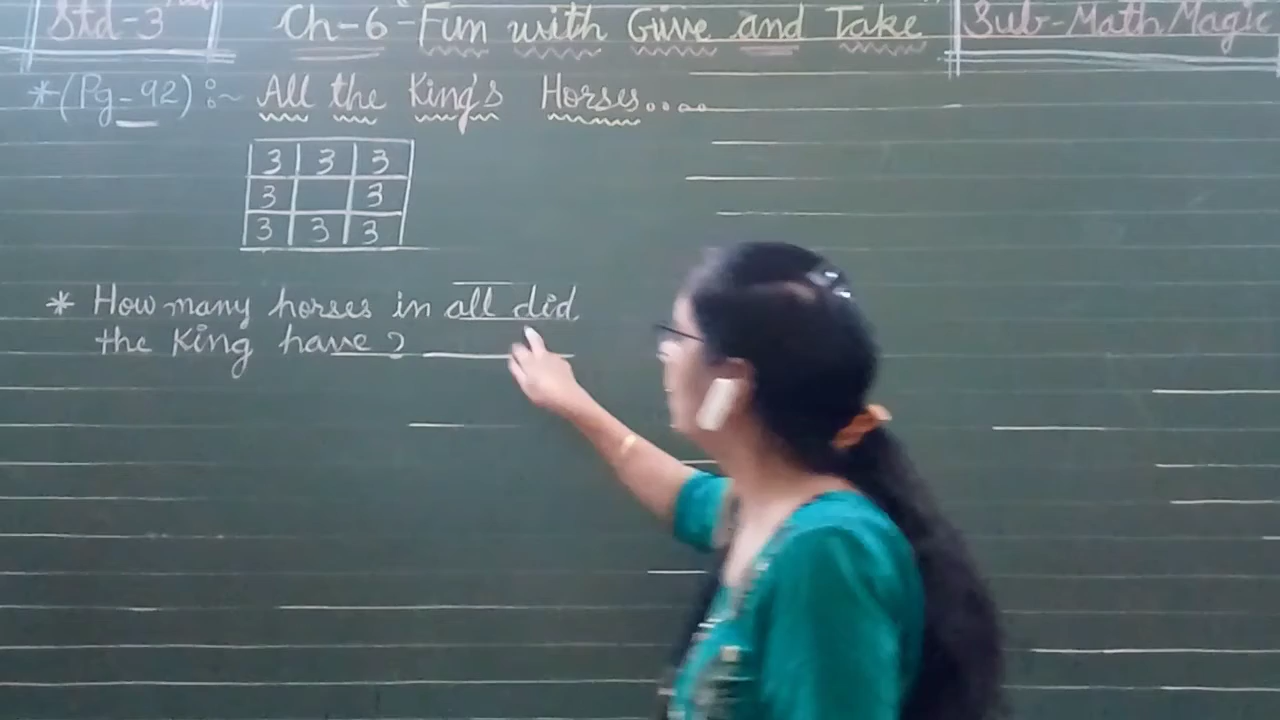 Std-3
Ch-6 Fun with Give and Take
Sub-Math Magic
*(Pg-92) :- All the King's Horses....
3 3 3
3 3
3 3 3
* How many horses in all did
the King have?